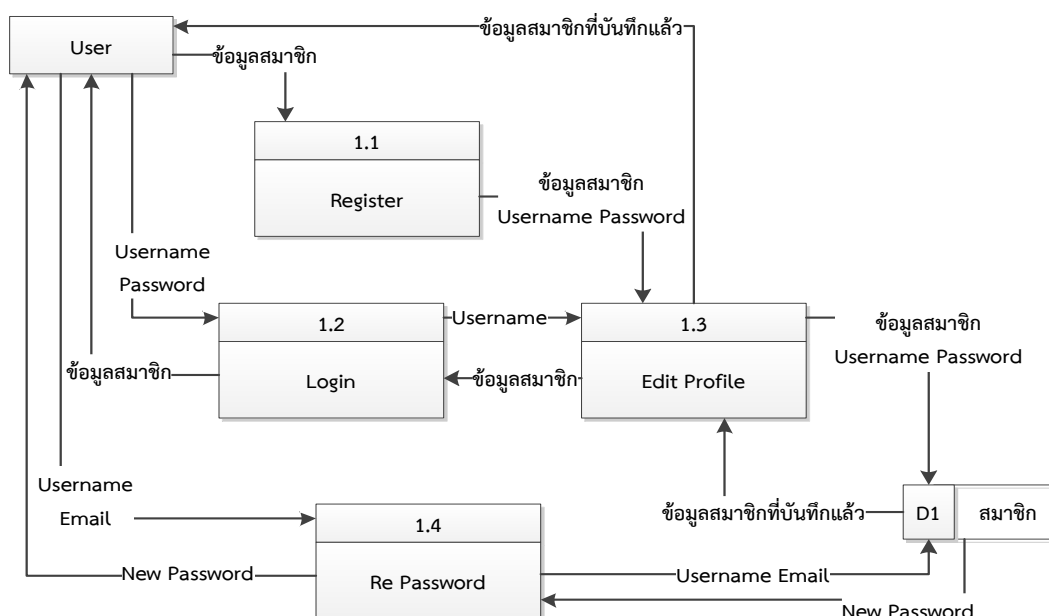 ข้อมูลสมาชิกที่บันทึกแล้ว
User
ข้อมูลสมาชิก
1.1
Register
ข้อมูลสมาชิก
Username Password
Username
Password
1.2
Login
Username
1.3
Edit Profile
ข้อมูลสมาชิก
Username Password
ข้อมูลสมาชิก
ข้อมูลสมาชิก
Username
Email
ข้อมูลสมาชิกที่บันทึกแล้ว
D1
สมาชิก
1.4
Re Password
New Password
Username Email
New Password